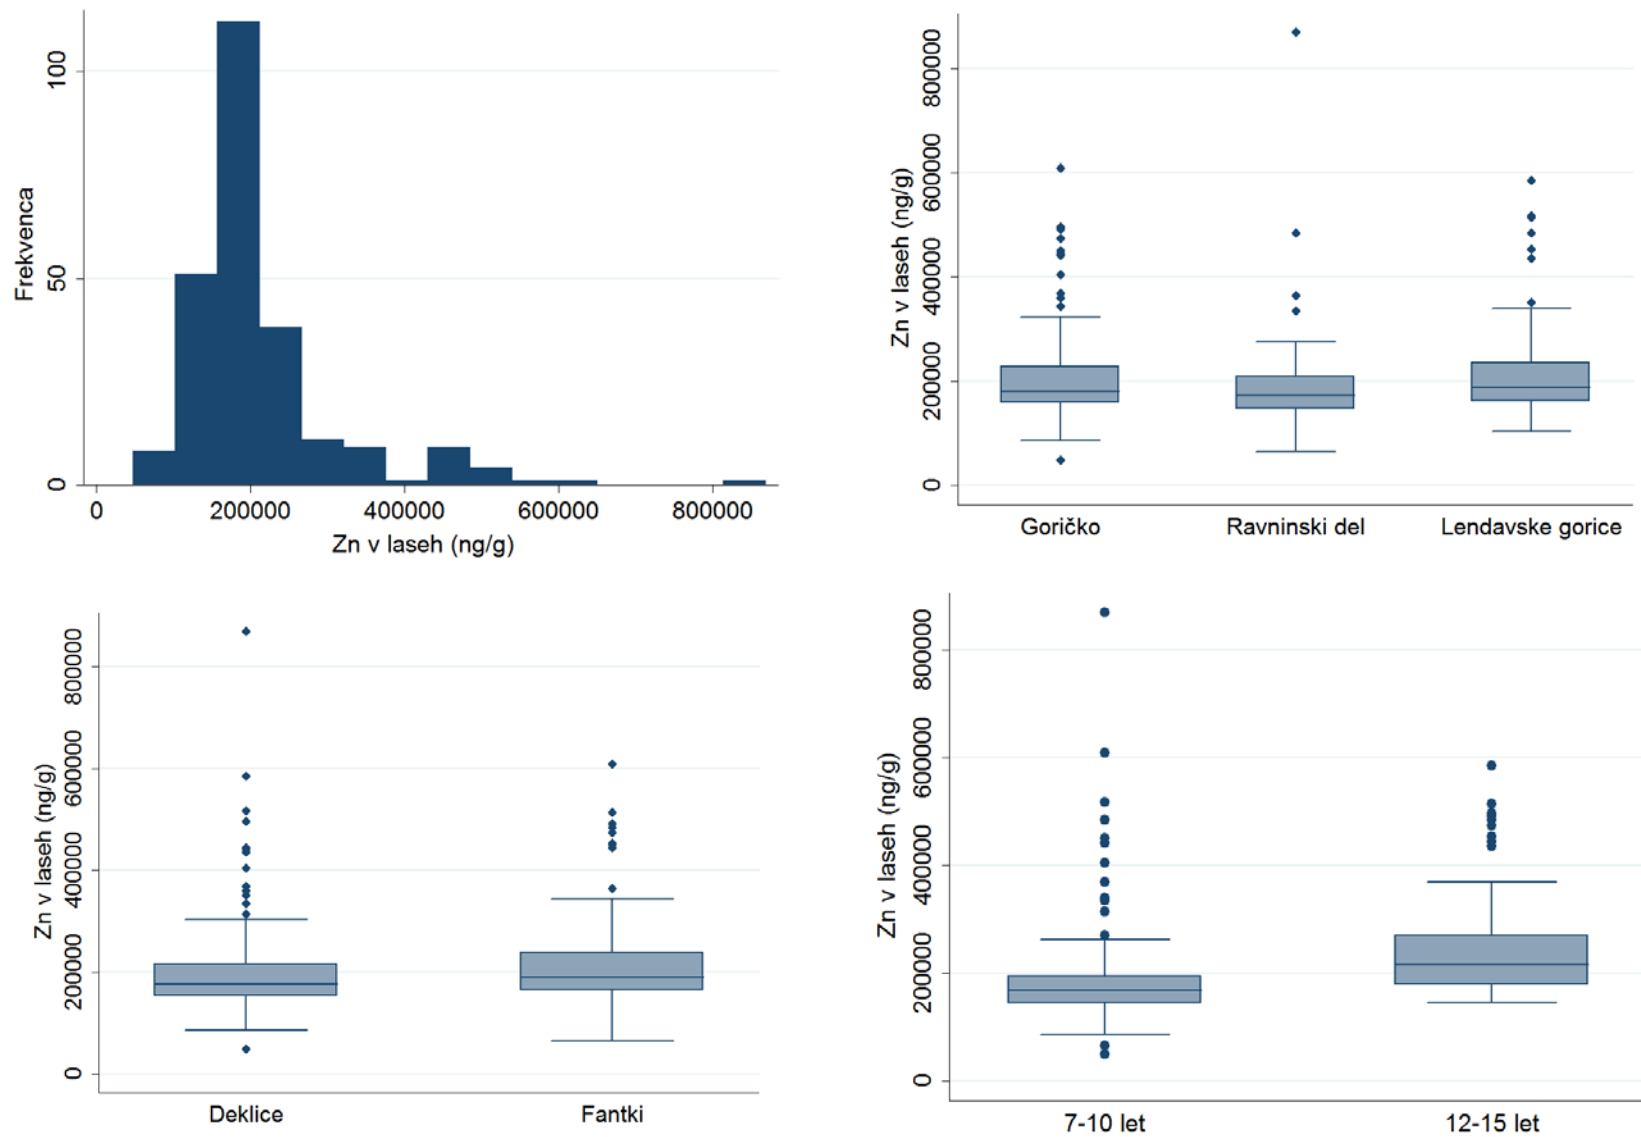 100
50
0
Frekvenca
0 200000 400000 600000 800000
Zn v laseh (ng/g)
800000
600000
400000
200000
0
Zn v laseh (ng/g)
Goričko Ravninski del Lendavske gorice
800000
600000
400000
200000
0
Zn v laseh (ng/g)
Deklice Fantki
800000
600000
400000
200000
0
Zn v laseh (ng/g)
7-10 let 12-15 let